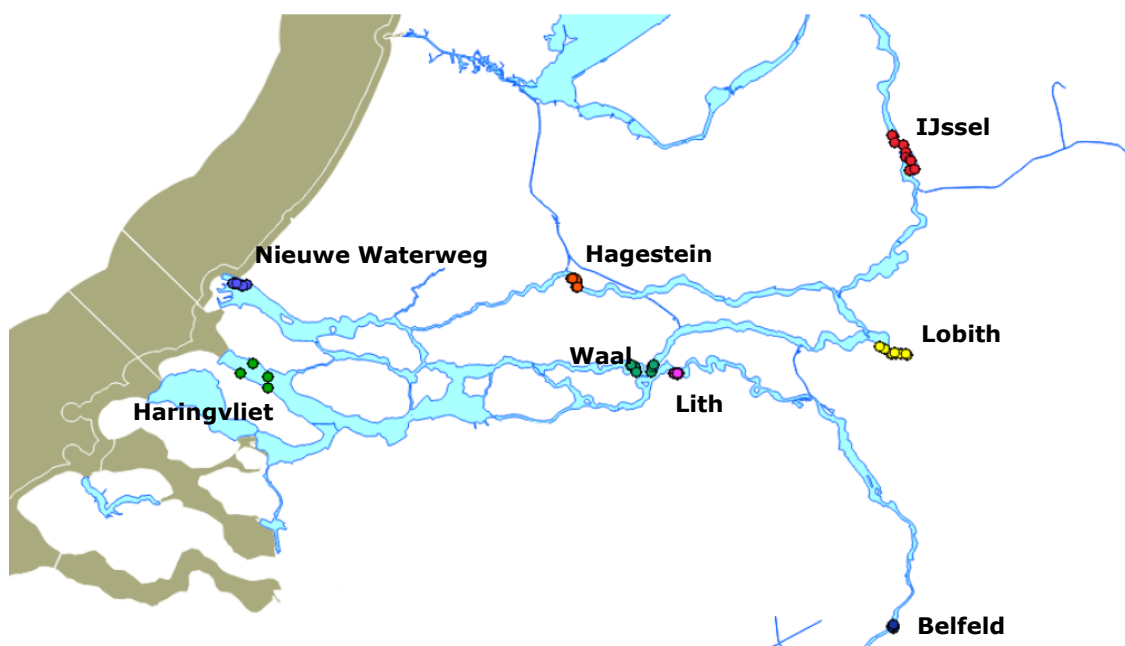 IJssel
Nieuwe Waterweg
Hagestein
Lobith
Waal
Lith
Haringvliet
Belfeld